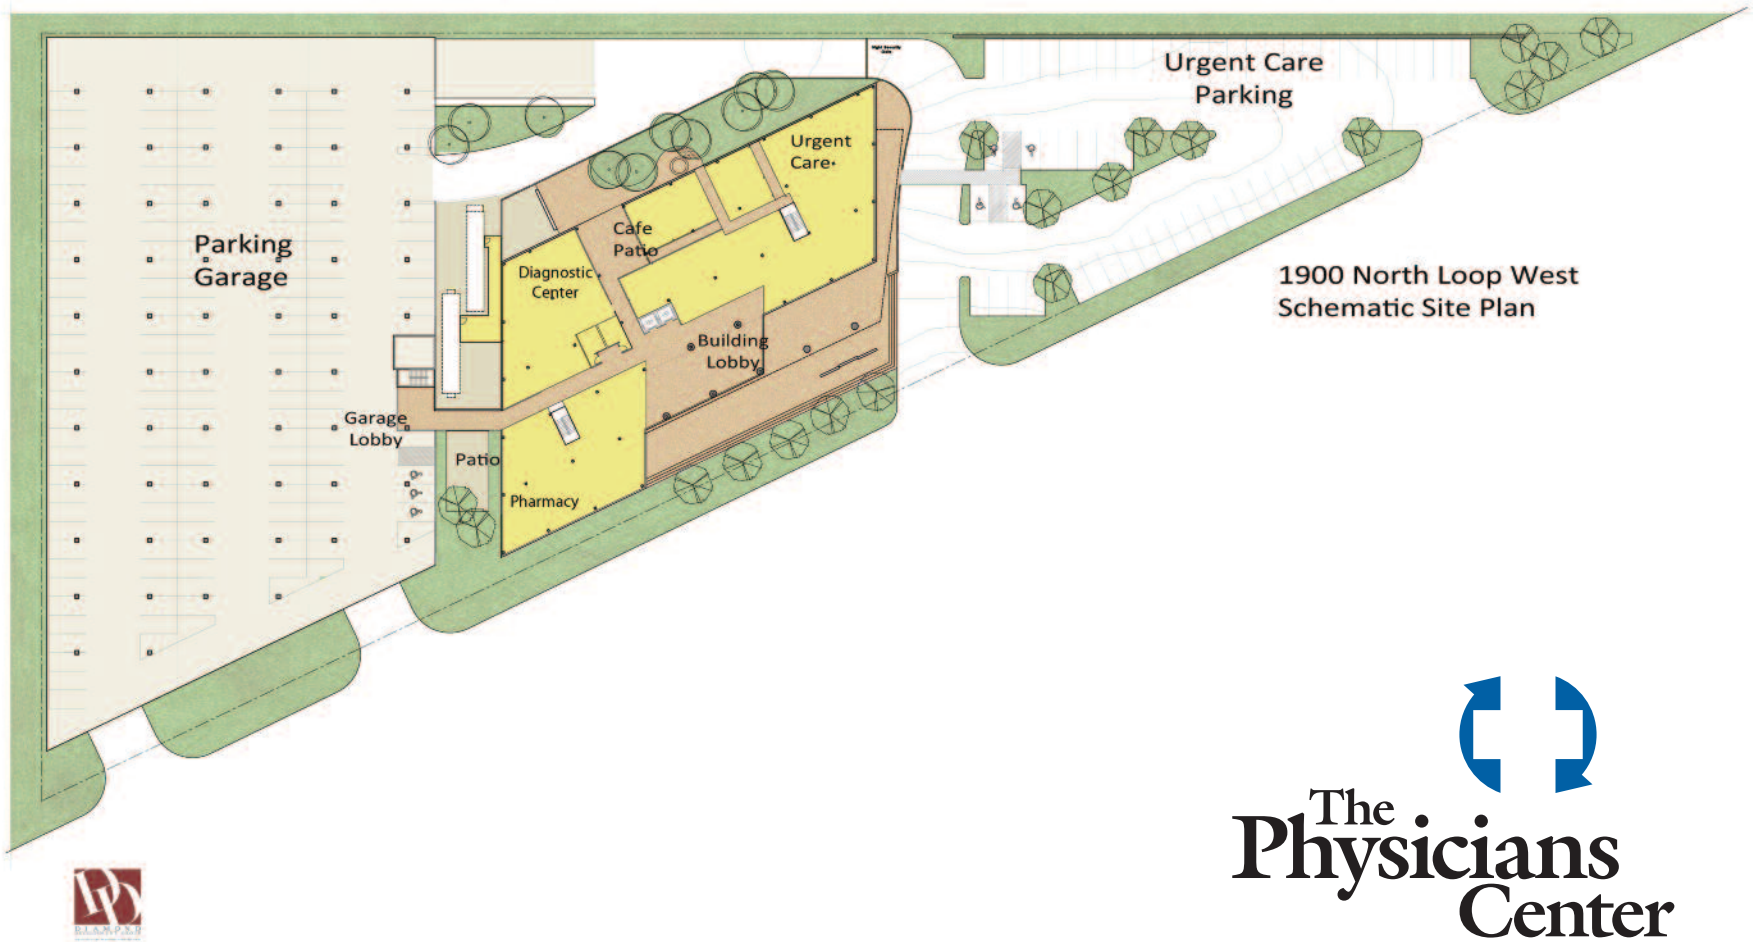 Urgent Care
Parking
Urgent
Care
Parking
Garage
Cafe
Patio
Diagnostic
Center
1900 North Loop West
Schematic Site Plan
Building
Lobby
Garage
Lobby
Patio
Pharmacy
The
Physicians
Center
DIAMOND